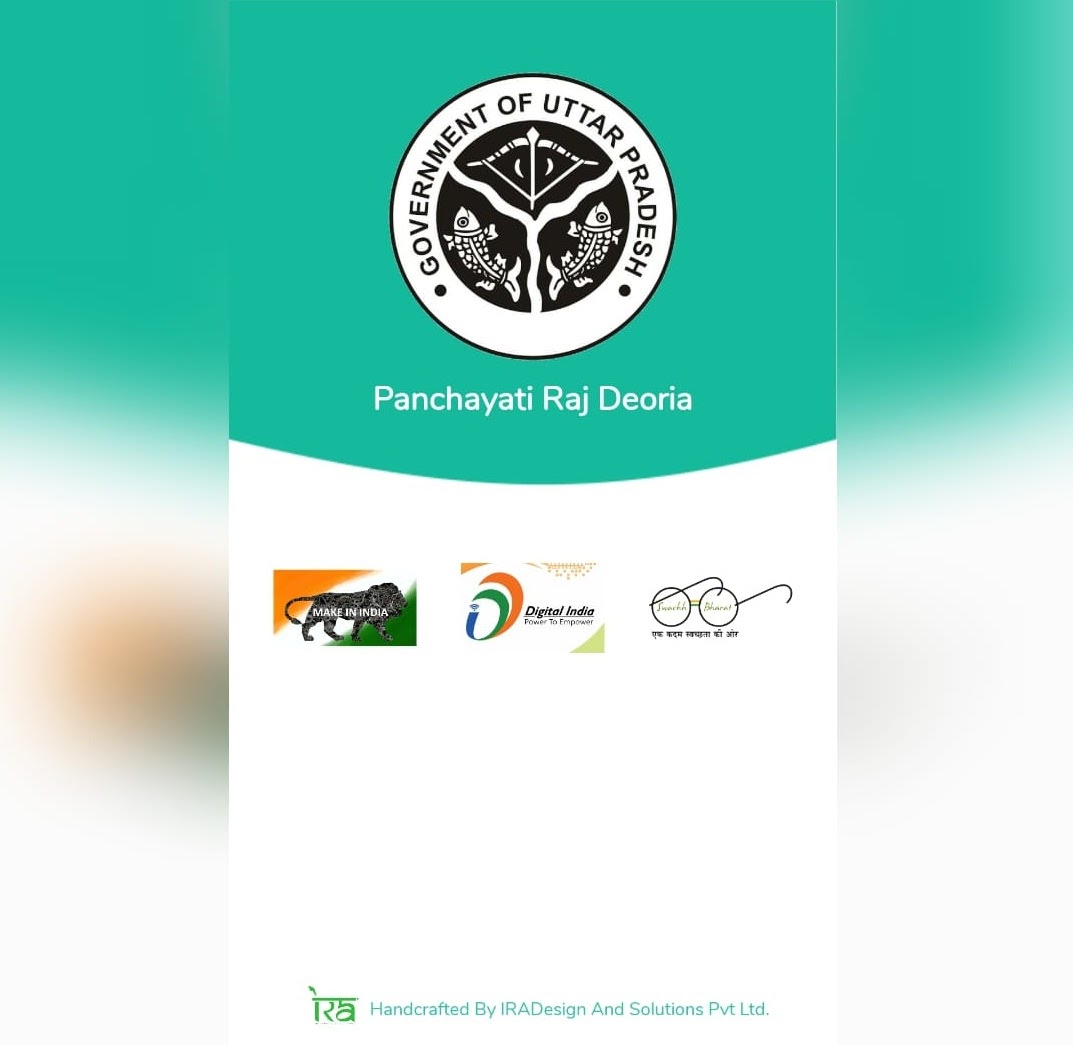 GOVERNMENT OF UTTAR PRADESH
Panchayati Raj Deoria
MAKE IN INDIA
Digital India
Power To Empower
Swachh Bharat
एक कदम स्वच्छता की ओर
ira
Handcrafted By IRADesign And Solutions Pvt Ltd.